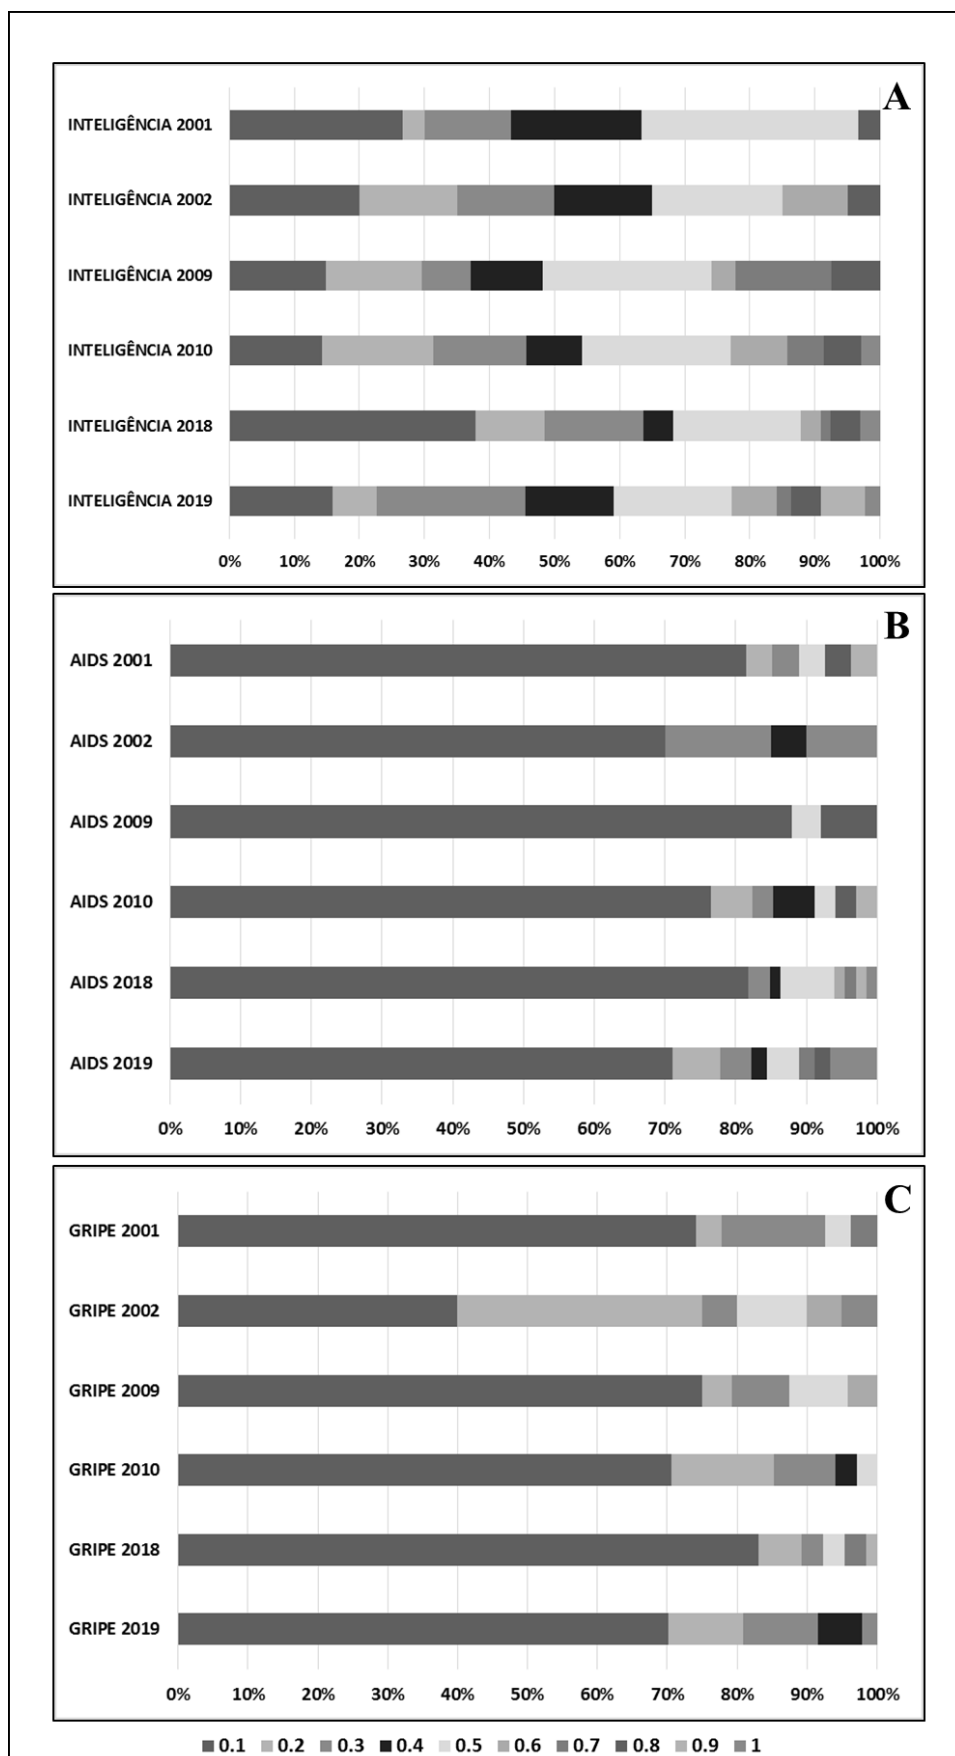 A
INTELIGÊNCIA 2001
INTELIGÊNCIA 2002
INTELIGÊNCIA 2009
INTELIGÊNCIA 2010
INTELIGÊNCIA 2018
INTELIGÊNCIA 2019
0% 10% 20% 30% 40% 50% 60% 70% 80% 90% 100%
B
AIDS 2001
AIDS 2002
AIDS 2009
AIDS 2010
AIDS 2018
AIDS 2019
0% 10% 20% 30% 40% 50% 60% 70% 80% 90% 100%
C
GRIPE 2001
GRIPE 2002
GRIPE 2009
GRIPE 2010
GRIPE 2018
GRIPE 2019
0% 10% 20% 30% 40% 50% 60% 70% 80% 90% 100%
0.1 0.2 0.3 0.4 0.5 0.6 0.7 0.8 0.9 1